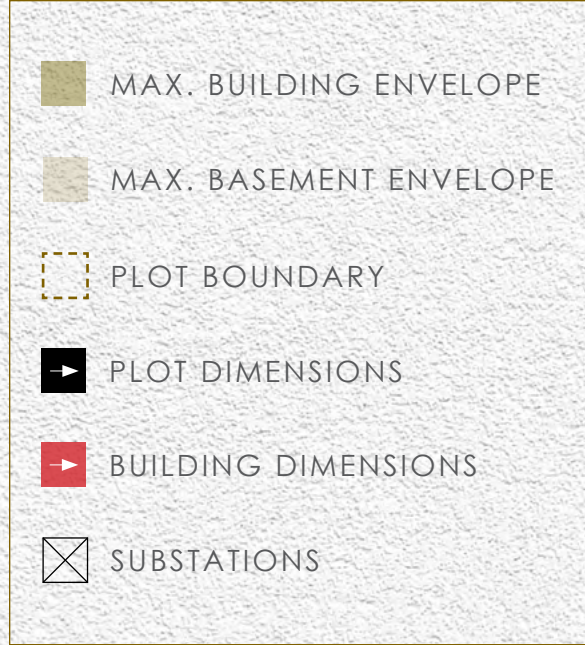 MAX. BUILDING ENVELOPE
MAX. BASEMENT ENVELOPE
PLOT BOUNDARY
PLOT DIMENSIONS
BUILDING DIMENSIONS
SUBSTATIONS